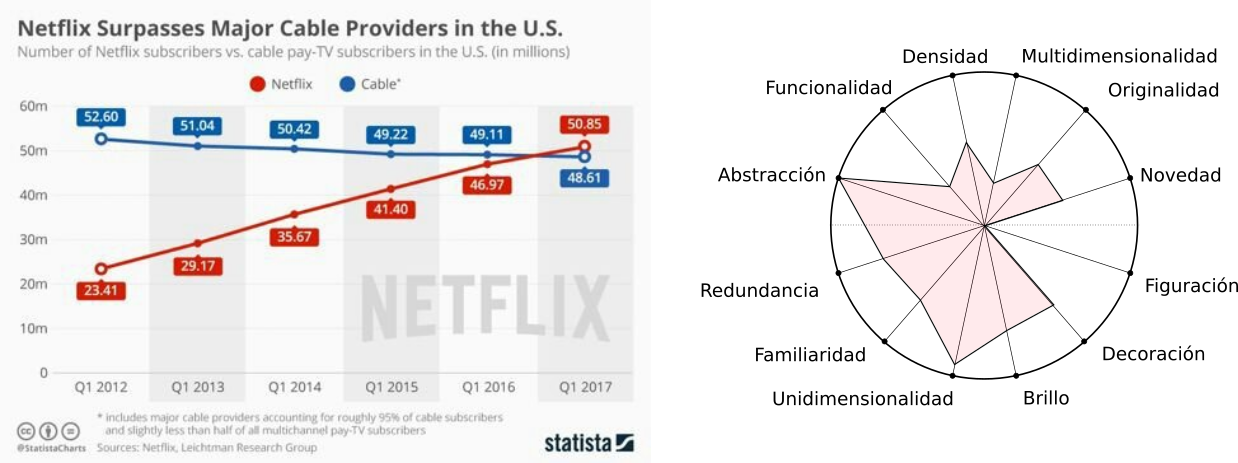 Netflix Surpasses Major Cable Providers in the U.S.
Number of Netflix subscribers vs. cable pay-TV subscribers in the U.S. (in millions)
Netflix Cable*
60m
50m
40m
30m
20m
10m
0
52.60
51.04
50.42
49.22
49.11
50.85
48.61
23.41
29.17
35.67
41.40
46.97
NETFLIX
Q1 2012 Q1 2013 Q1 2014 Q1 2015 Q1 2016 Q1 2017
* includes major cable providers accounting for roughly 95% of cable subscribers
and slightly less than half of all multichannel pay-TV subscribers
@StatistaCharts Sources: Netflix, Leichtman Research Group
cc
statista
Densidad
Multidimensionalidad
Funcionalidad
Originalidad
Abstracción
Novedad
Redundancia
Figuración
Familiaridad
Decoración
Unidimensionalidad
Brillo